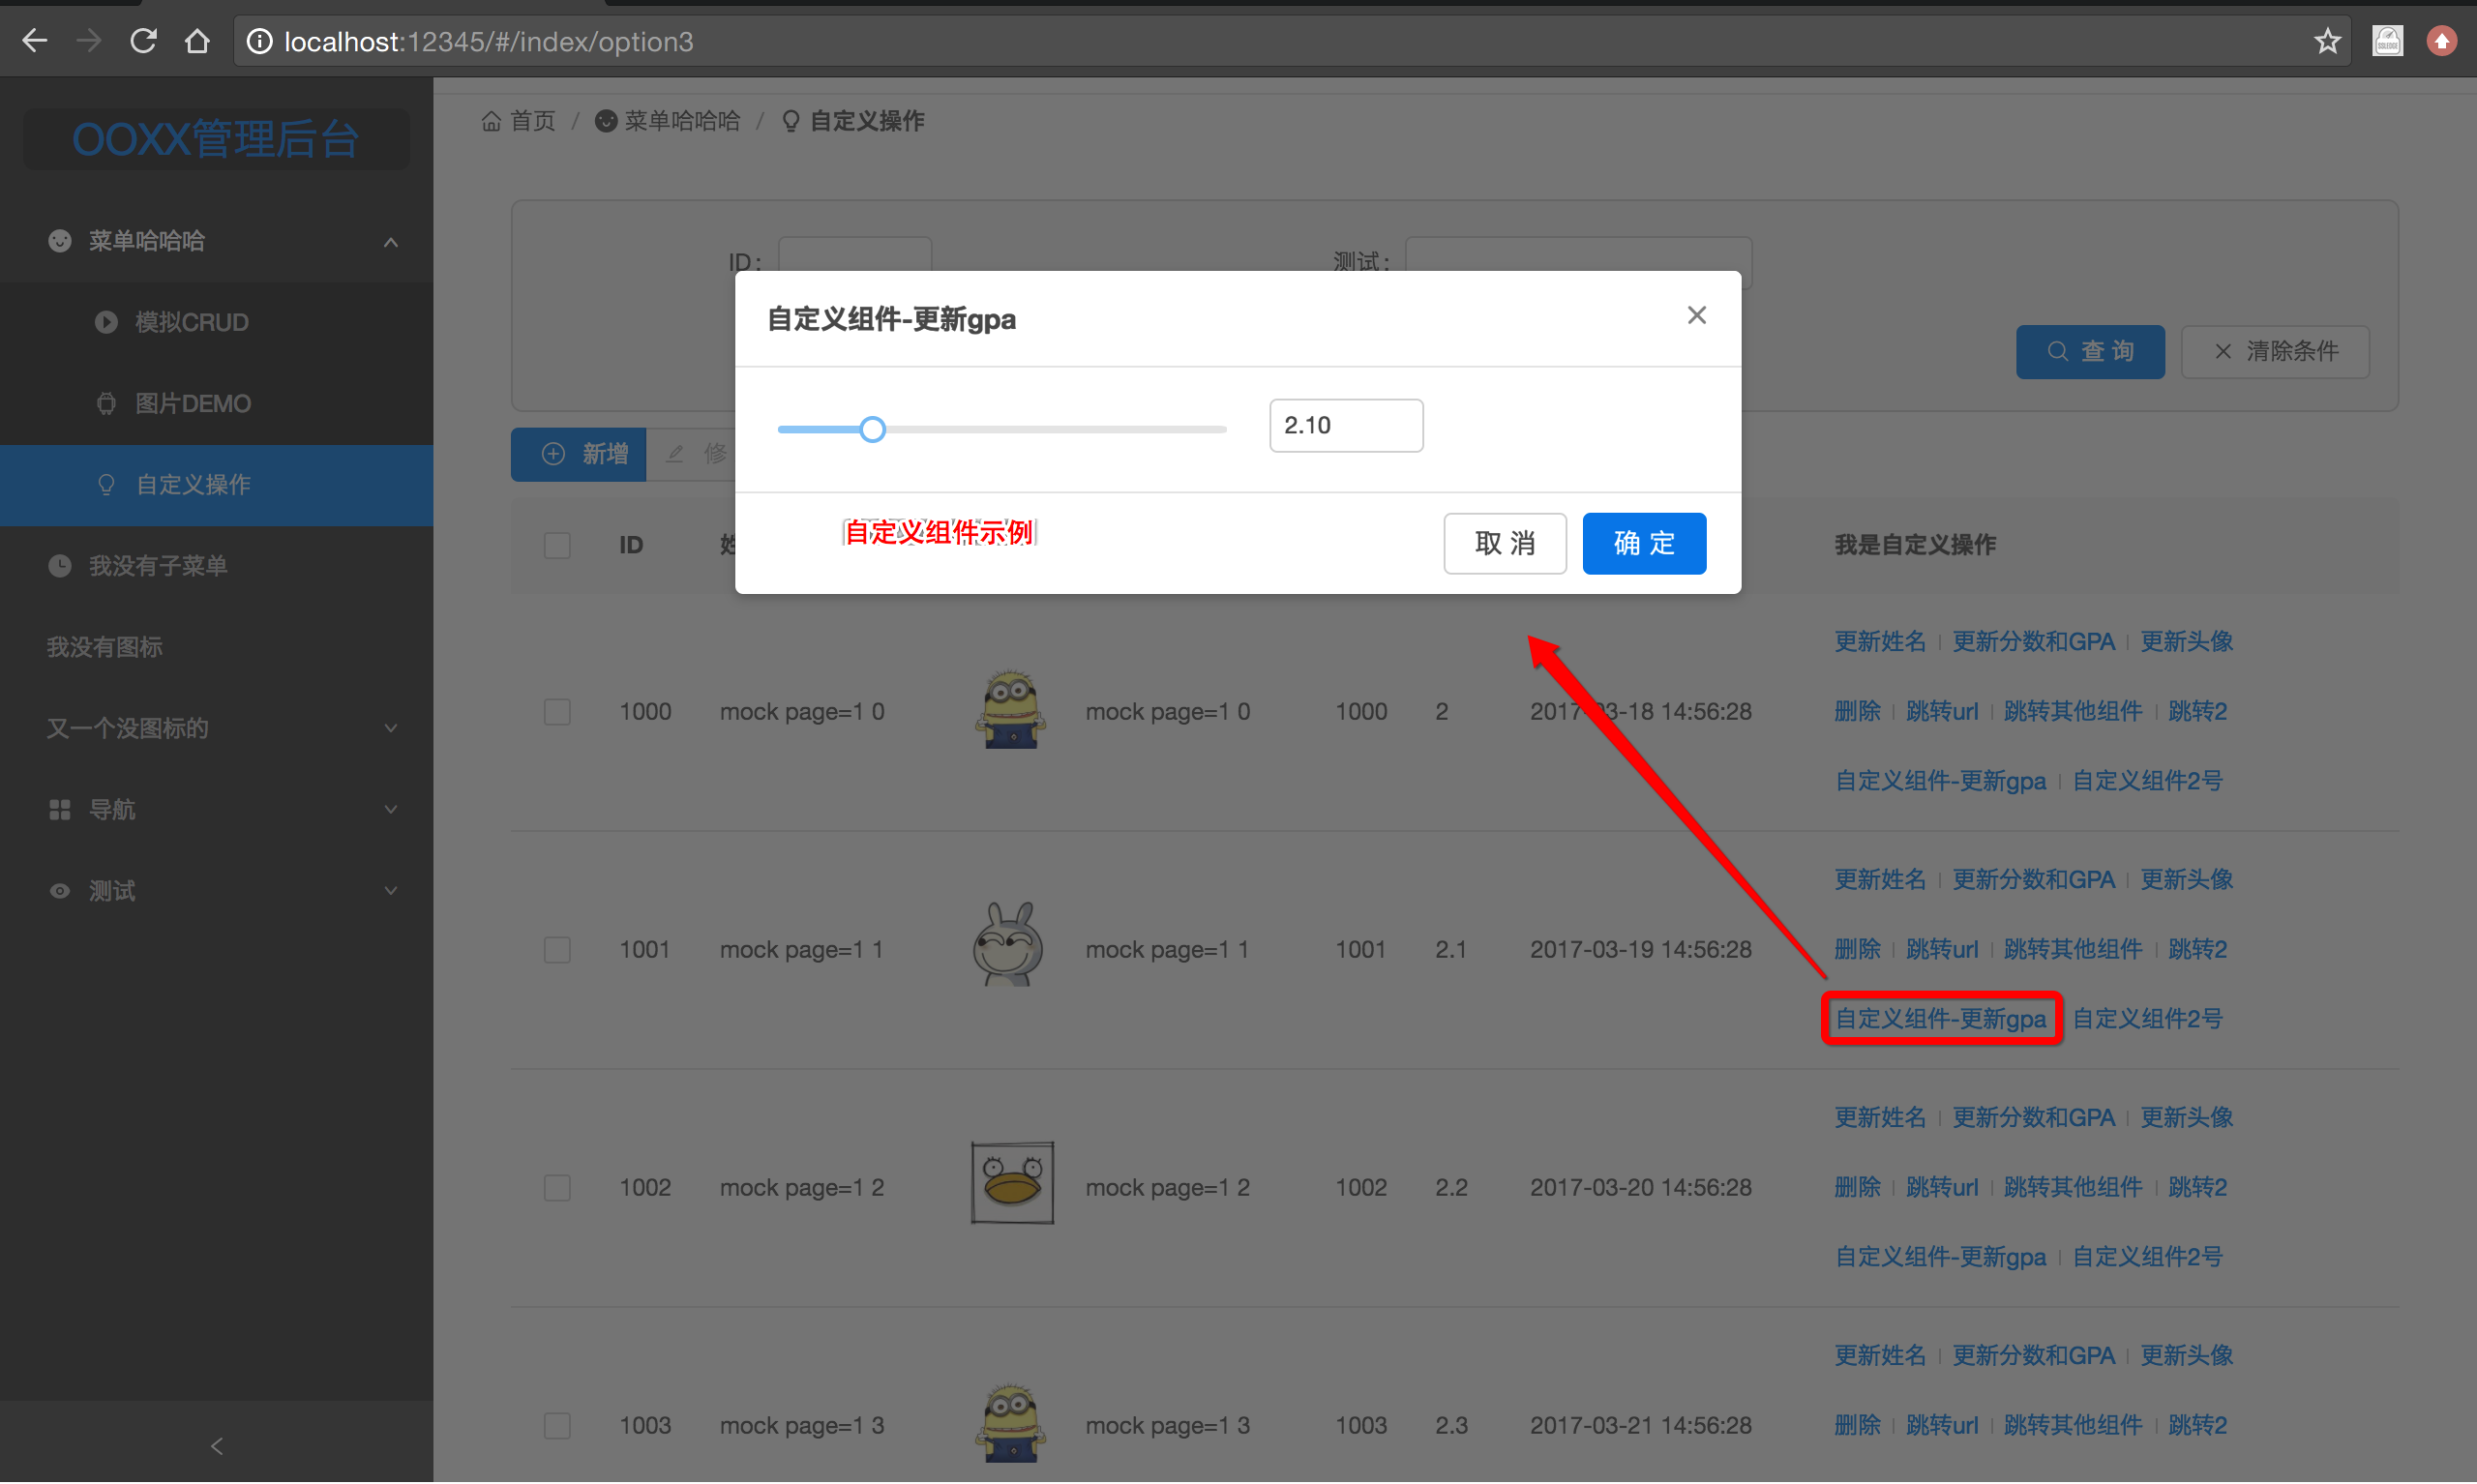 localhost:12345/#/index/option3
OOXX管理后台
菜单哈哈哈
模拟CRUD
图片DEMO
自定义操作
我没有子菜单
我没有图标
又一个没图标的
导航
测试
首页 / 菜单哈哈哈 / 自定义操作
ID: 测试:
查 询 清除条件
新增 修
自定义组件-更新gpa
2.10
自定义组件示例
取 消 确 定
ID 我是自定义操作
更新姓名 更新分数和GPA 更新头像
1000 mock page=1 0 mock page=1 0 1000 2 2017-03-18 14:56:28 删除 跳转url 跳转其他组件 跳转2
自定义组件-更新gpa 自定义组件2号
更新姓名 更新分数和GPA 更新头像
1001 mock page=1 1 mock page=1 1 1001 2.1 2017-03-19 14:56:28 删除 跳转url 跳转其他组件 跳转2
自定义组件-更新gpa 自定义组件2号
更新姓名 更新分数和GPA 更新头像
1002 mock page=1 2 mock page=1 2 1002 2.2 2017-03-20 14:56:28 删除 跳转url 跳转其他组件 跳转2
自定义组件-更新gpa 自定义组件2号
更新姓名 更新分数和GPA 更新头像
1003 mock page=1 3 mock page=1 3 1003 2.3 2017-03-21 14:56:28 删除 跳转url 跳转其他组件 跳转2